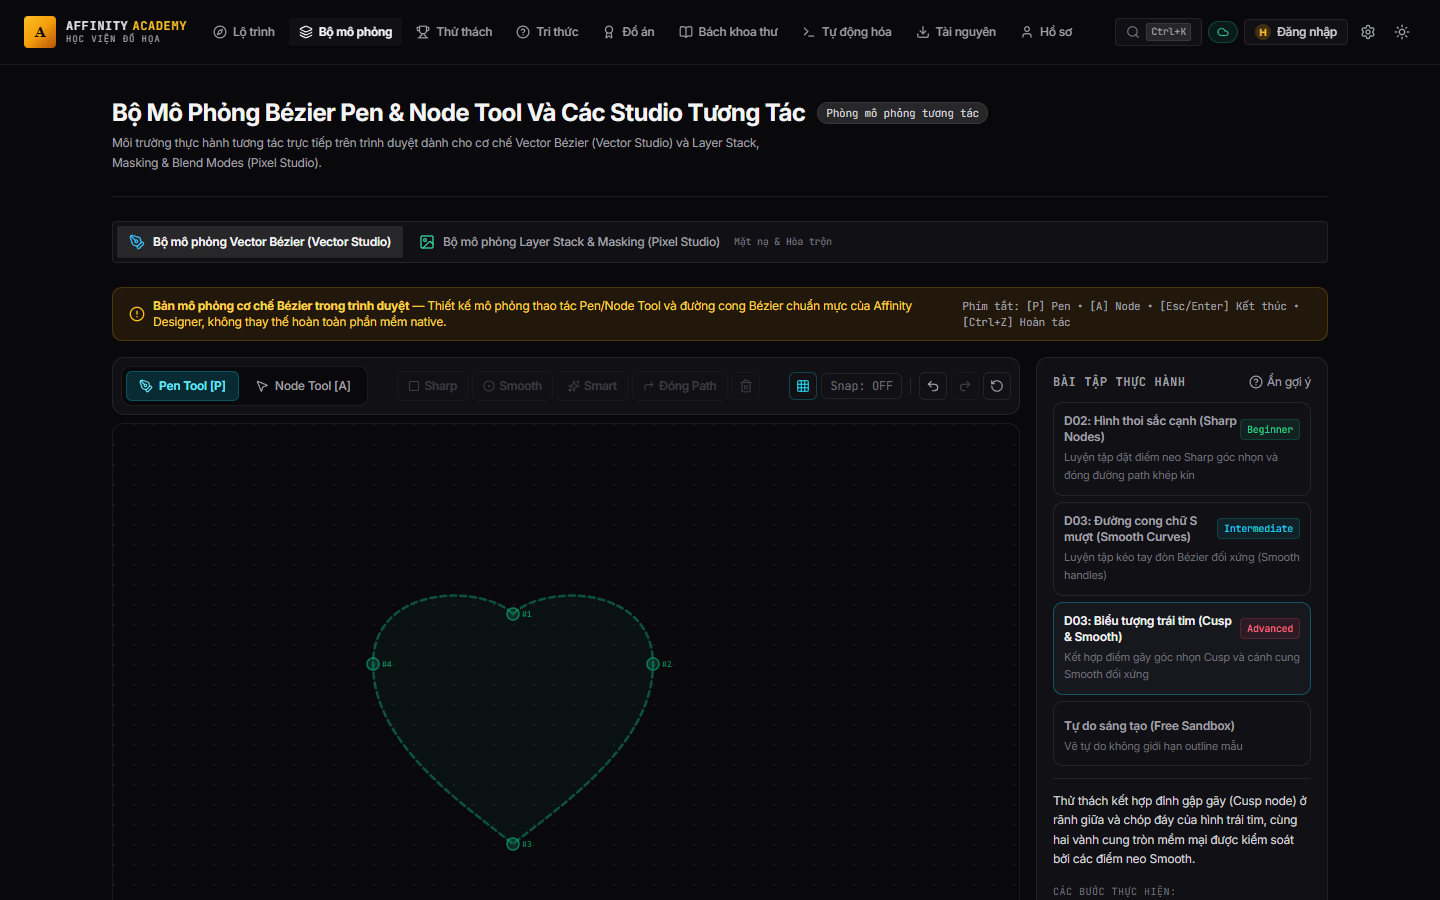 A
AFFINITY ACADEMY
HỌC VIỆN ĐỒ HỌA
Lộ trình
Bộ mô phỏng
Thử thách
Tri thức
Đồ án
Bách khoa thư
Tự động hóa
Tài nguyên
Hồ sơ
Ctrl+K
H
Đăng nhập
Bộ Mô Phỏng Bézier Pen & Node Tool Và Các Studio Tương Tác
Phòng mô phỏng tương tác
Môi trường thực hành tương tác trực tiếp trên trình duyệt dành cho cơ chế Vector Bézier (Vector Studio) và Layer Stack,
Masking & Blend Modes (Pixel Studio).
Bộ mô phỏng Vector Bézier (Vector Studio)
Bộ mô phỏng Layer Stack & Masking (Pixel Studio)
Mặt nạ & Hòa trộn
Bản mô phỏng cơ chế Bézier trong trình duyệt — Thiết kế mô phỏng thao tác Pen/Node Tool và đường cong Bézier chuẩn mực của Affinity
Designer, không thay thế hoàn toàn phần mềm native.
Phím tắt: [P] Pen • [A] Node • [Esc/Enter] Kết thúc •
[Ctrl+Z] Hoàn tác
Pen Tool [P]
Node Tool [A]
Sharp
Smooth
Smart
Đóng Path
Snap: OFF
#1
#4
#2
#3
BÀI TẬP THỰC HÀNH
Ẩn gợi ý
D02: Hình thoi sắc cạnh (Sharp
Nodes)
Beginner
Luyện tập đặt điểm neo Sharp góc nhọn và
đóng đường path khép kín
D03: Đường cong chữ S
mượt (Smooth Curves)
Intermediate
Luyện tập kéo tay đòn Bézier đối xứng (Smooth
handles)
D03: Biểu tượng trái tim (Cusp
& Smooth)
Advanced
Kết hợp điểm gãy góc nhọn Cusp và cánh cung
Smooth đối xứng
Tự do sáng tạo (Free Sandbox)
Vẽ tự do không giới hạn outline mẫu
Thử thách kết hợp đỉnh gập gãy (Cusp node) ở
rãnh giữa và chóp đáy của hình trái tim, cùng
hai vành cung tròn mềm mại được kiểm soát
bởi các điểm neo Smooth.
CÁC BƯỚC THỰC HIỆN: